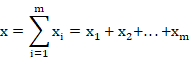 x = ∑_{i=1}^{m} x_i = x_1 + x_2+...+x_m